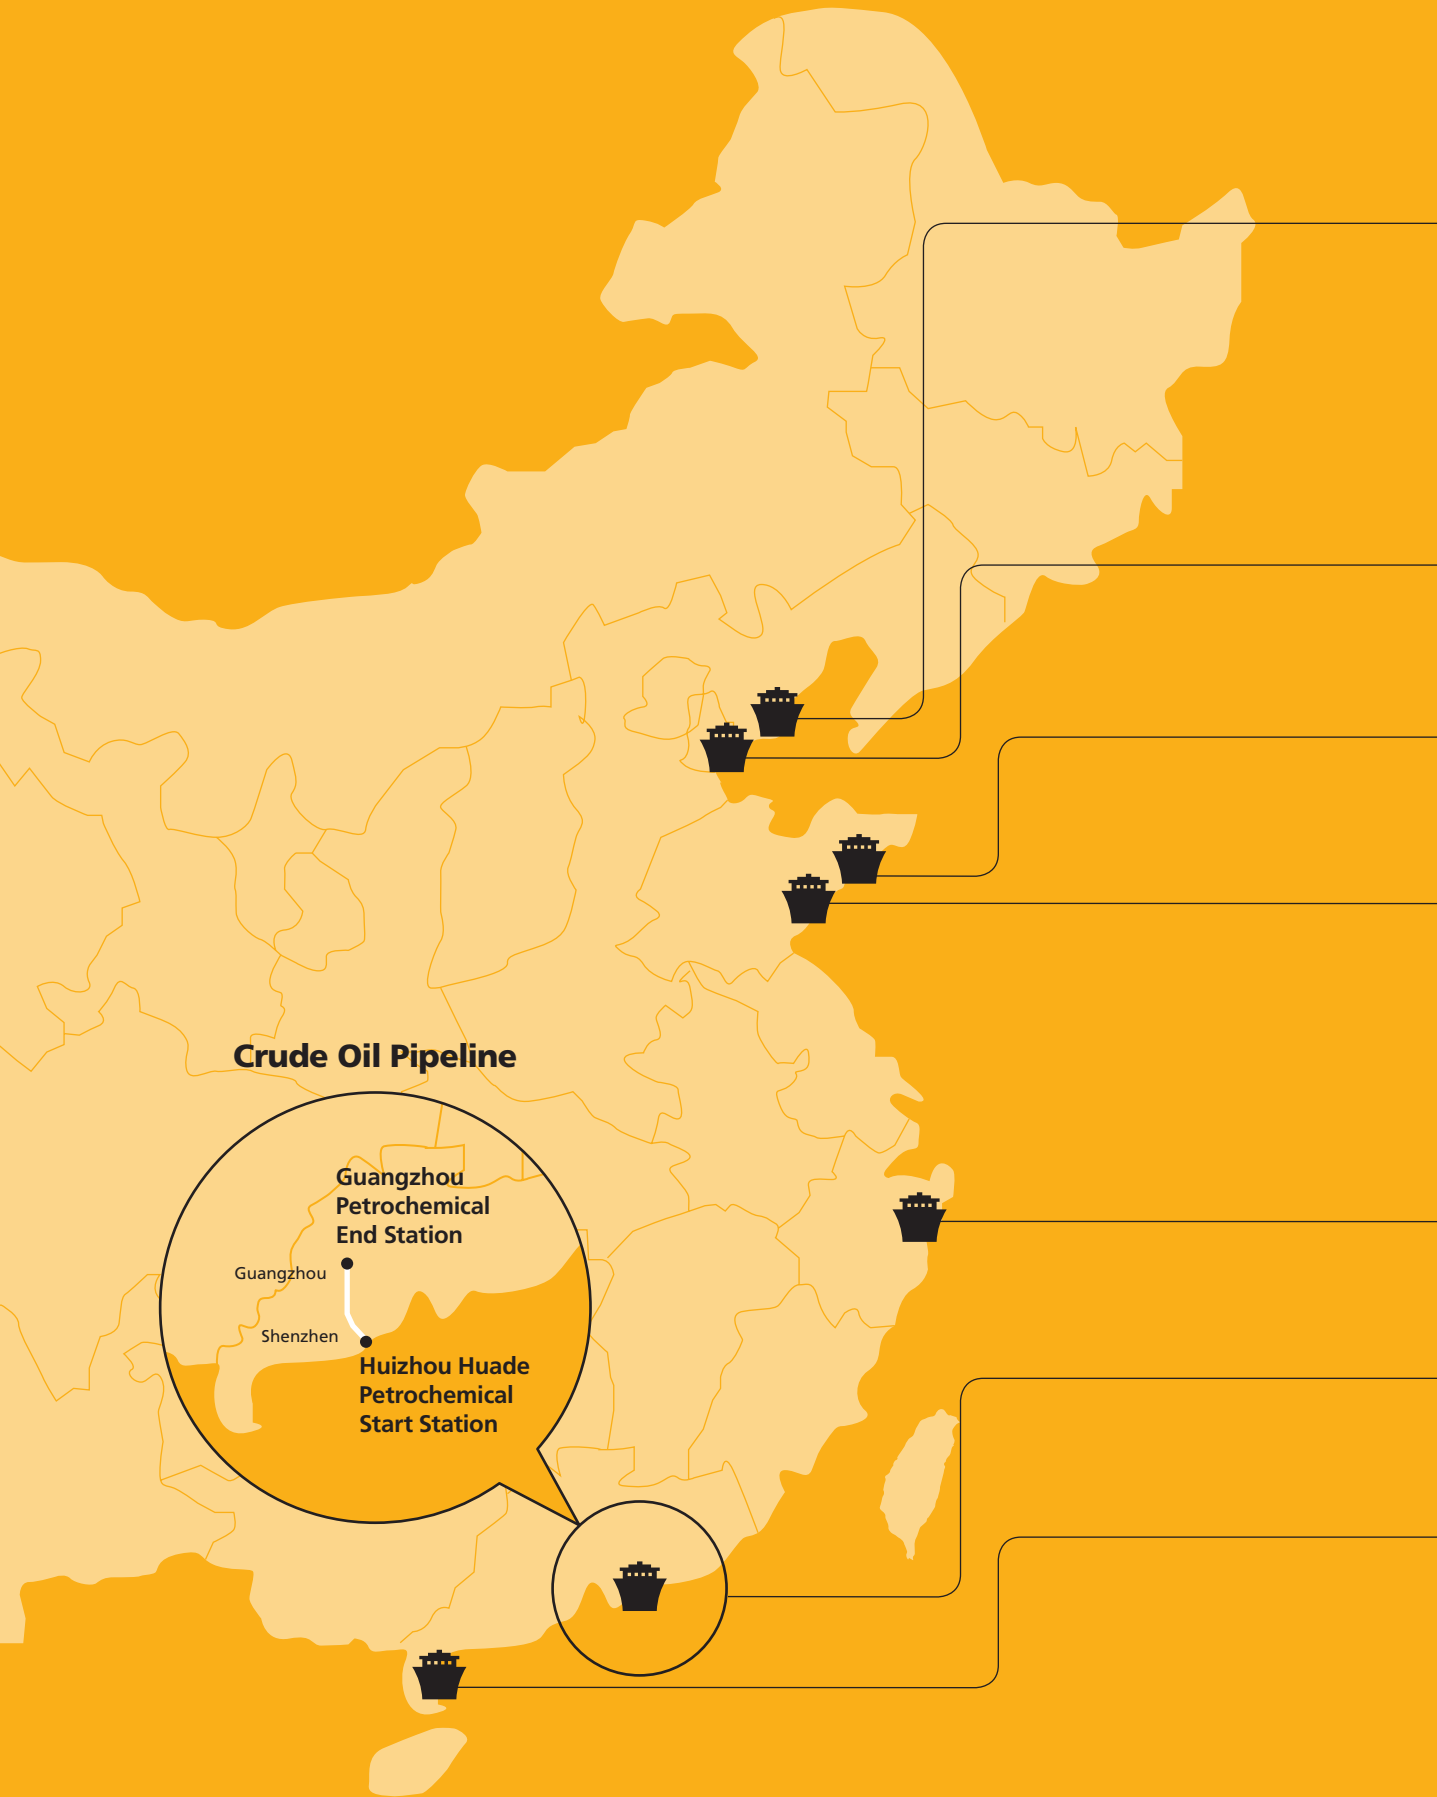 Crude Oil Pipeline
Guangzhou
Petrochemical
End Station
Guangzhou
Shenzhen
Huizhou Huade
Petrochemical
Start Station